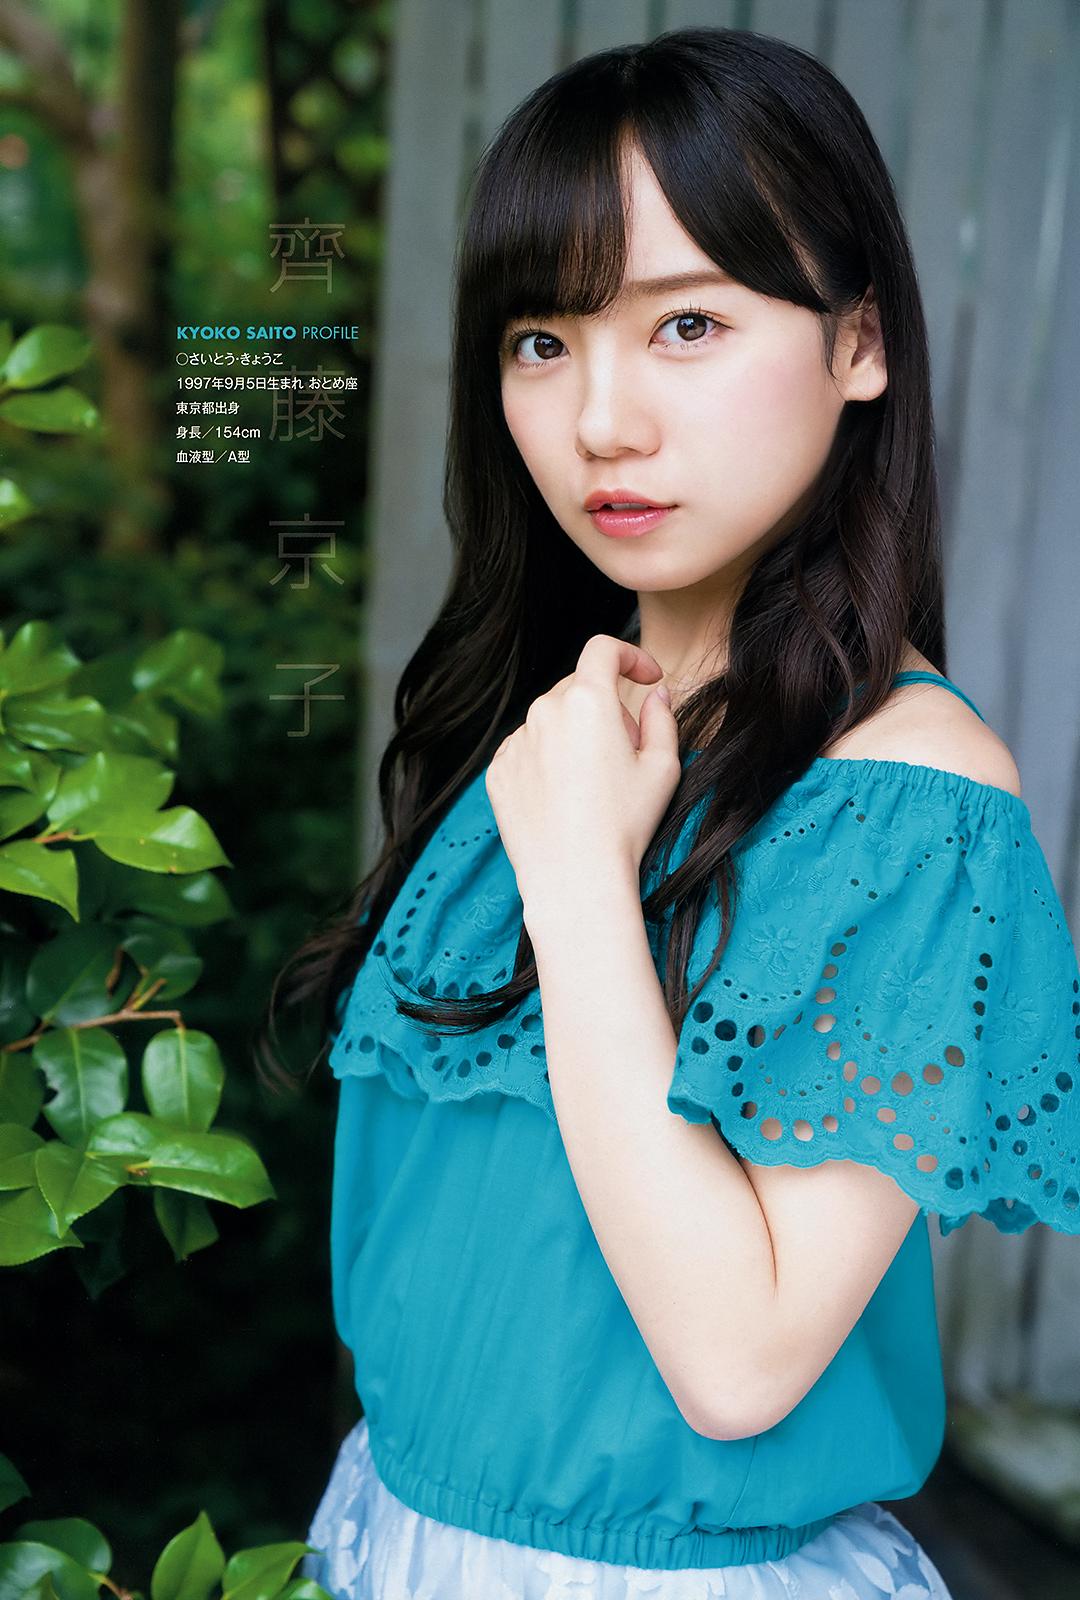 齊藤京子
KYOKO SAITO PROFILE
○さいとう・きょうこ
1997年9月5日生まれ おとめ座
東京都出身
身長／154cm
血液型／A型